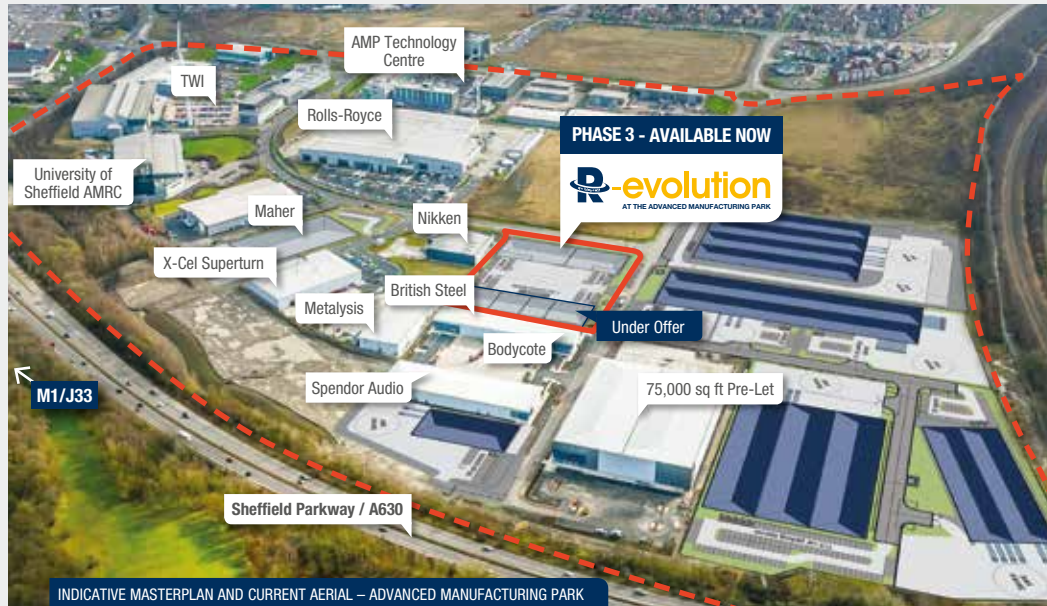 AMP Technology
Centre
TWI
Rolls-Royce
PHASE 3 - AVAILABLE NOW
R-evolution
AT THE ADVANCED MANUFACTURING PARK
University of
Sheffield AMRC
Maher
Nikken
X-Cel Superturn
British Steel
Metalysis
Under Offer
Bodycote
M1/J33
Spendor Audio
75,000 sq ft Pre-Let
Sheffield Parkway / A630
INDICATIVE MASTERPLAN AND CURRENT AERIAL – ADVANCED MANUFACTURING PARK